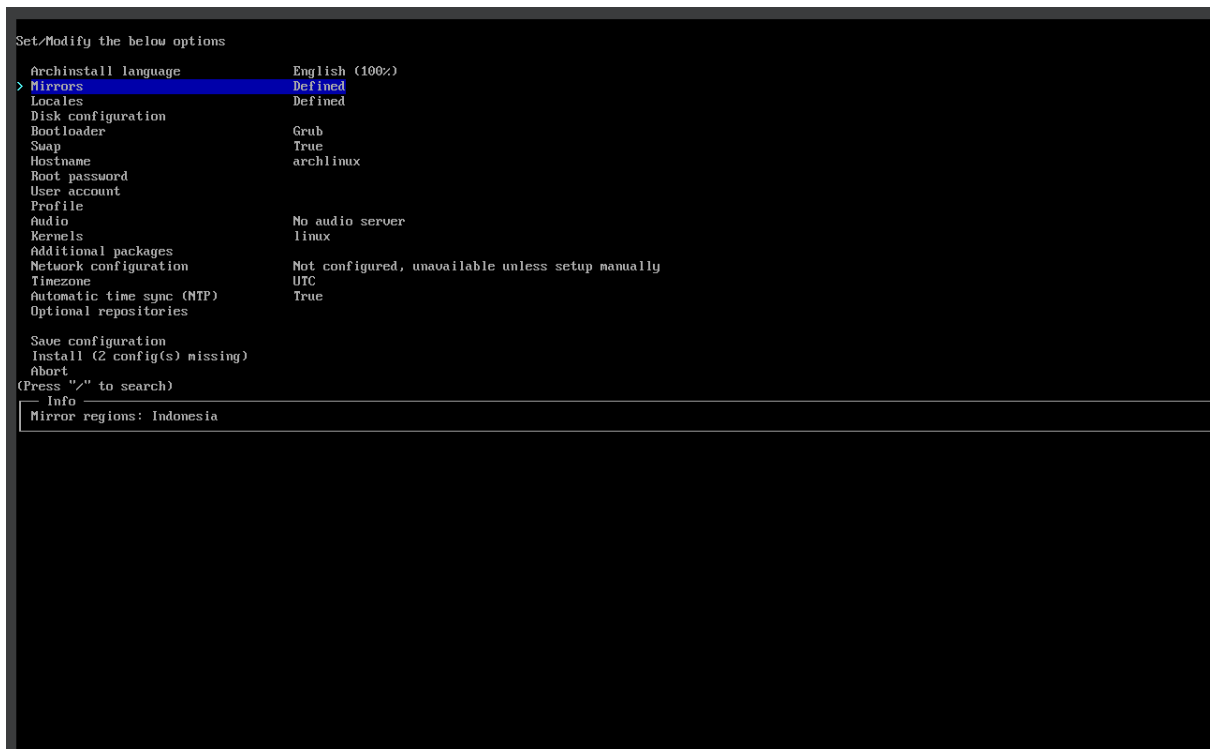 Set/Modify the below options
Archinstall language English (100%)
> Mirrors Defined
Locales Defined
Disk configuration
Bootloader Grub
Swap True
Hostname archlinux
Root password
User account
Profile
Audio No audio server
Kernels linux
Additional packages
Network configuration Not configured, unavailable unless setup manually
Timezone UTC
Automatic time sync (NTP) True
Optional repositories
Save configuration
Install (2 config(s) missing)
Abort
(Press "/" to search)
Info
Mirror regions: Indonesia